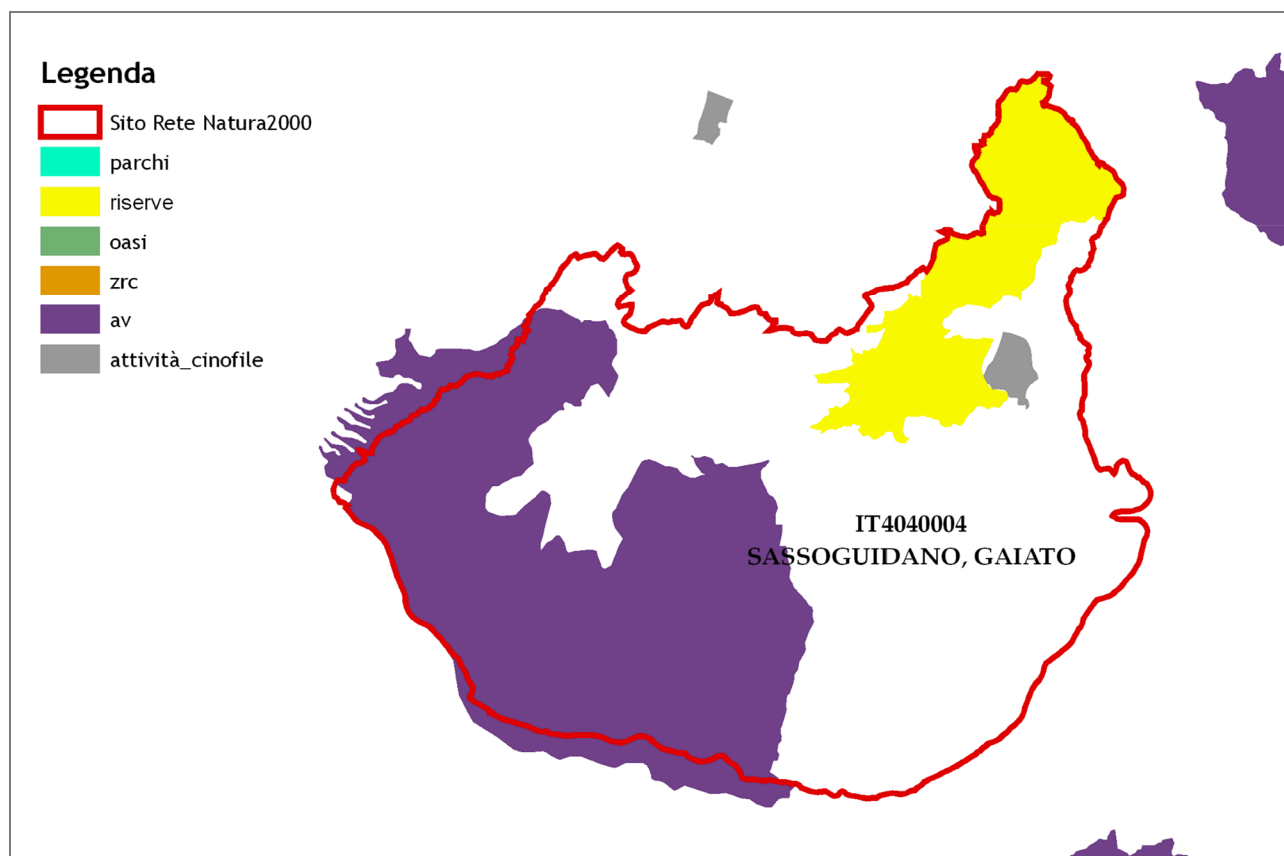 Legenda
Sito Rete Natura2000
parchi
riserve
oasi
zrc
av
attività_cinofile
IT4040004
SASSOGUIDANO, GAIATO